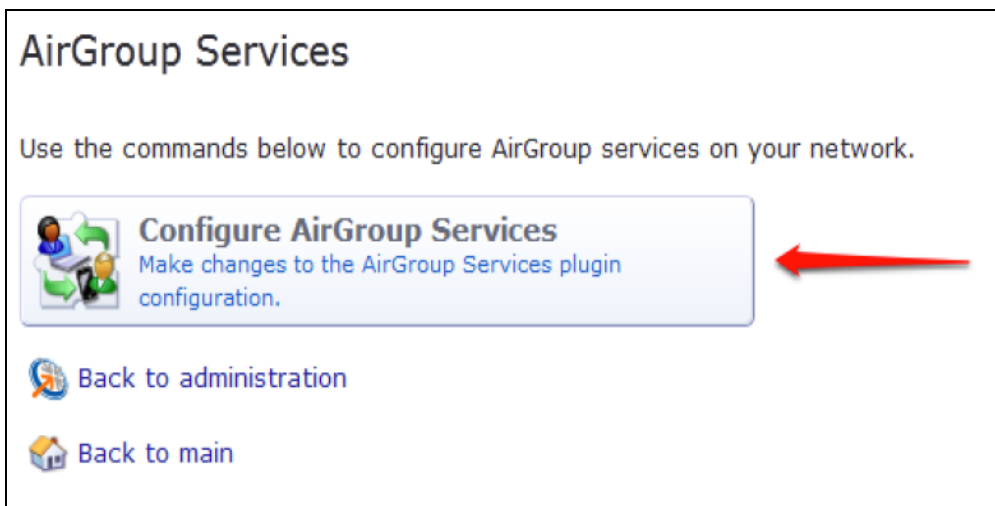 AirGroup Services
Use the commands below to configure AirGroup services on your network.
Configure AirGroup Services
Make changes to the AirGroup Services plugin
configuration.
Back to administration
Back to main